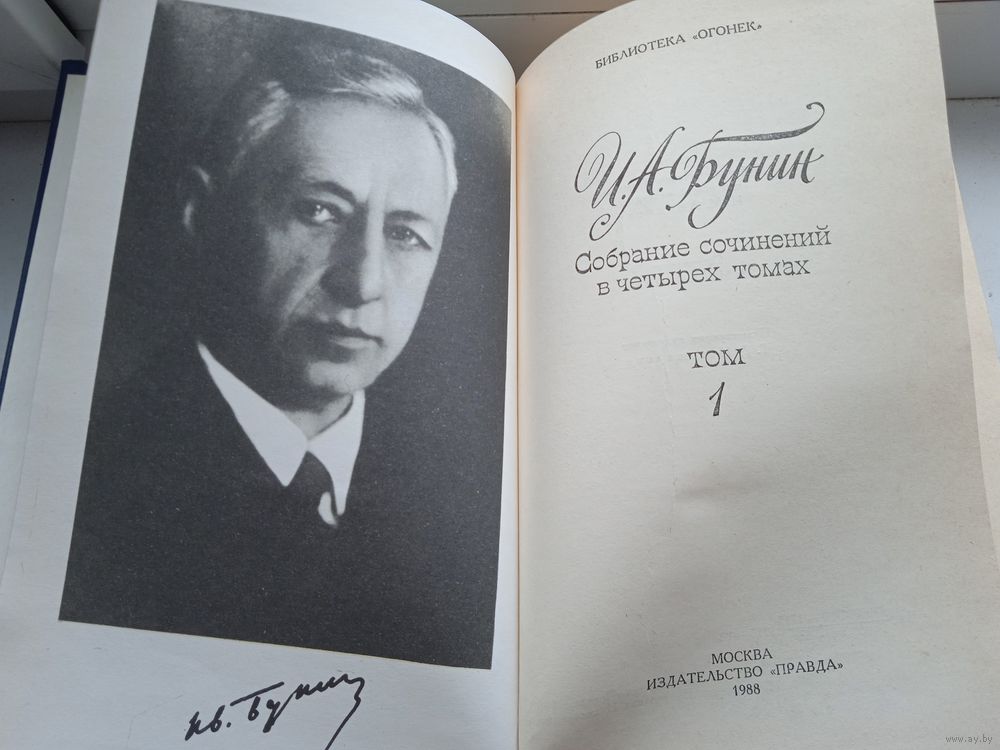 Ив. Бунин
БИБЛИОТЕКА «ОГОНЕК»
И.А. Бунин
Собрание сочинений
в четырех томах
ТОМ
1
МОСКВА
ИЗДАТЕЛЬСТВО «ПРАВДА»
1988
www.ay.by